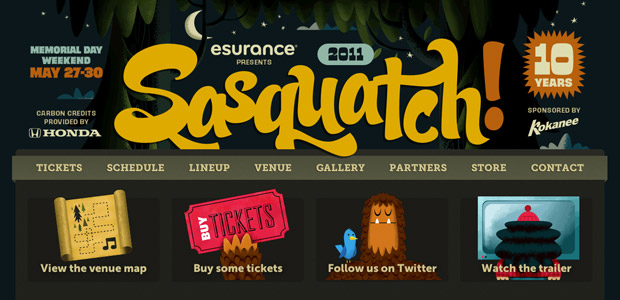 MEMORIAL DAY
WEEKEND
MAY 27-30
CARBON CREDITS
PROVIDED BY
HONDA
esurance®
PRESENTS
2011
Sasquatch!
10
YEARS
SPONSORED BY
Kokanee
TICKETS SCHEDULE LINEUP VENUE GALLERY PARTNERS STORE CONTACT
View the venue map
BUY
TICKETS
Buy some tickets
Follow us on Twitter
Watch the trailer